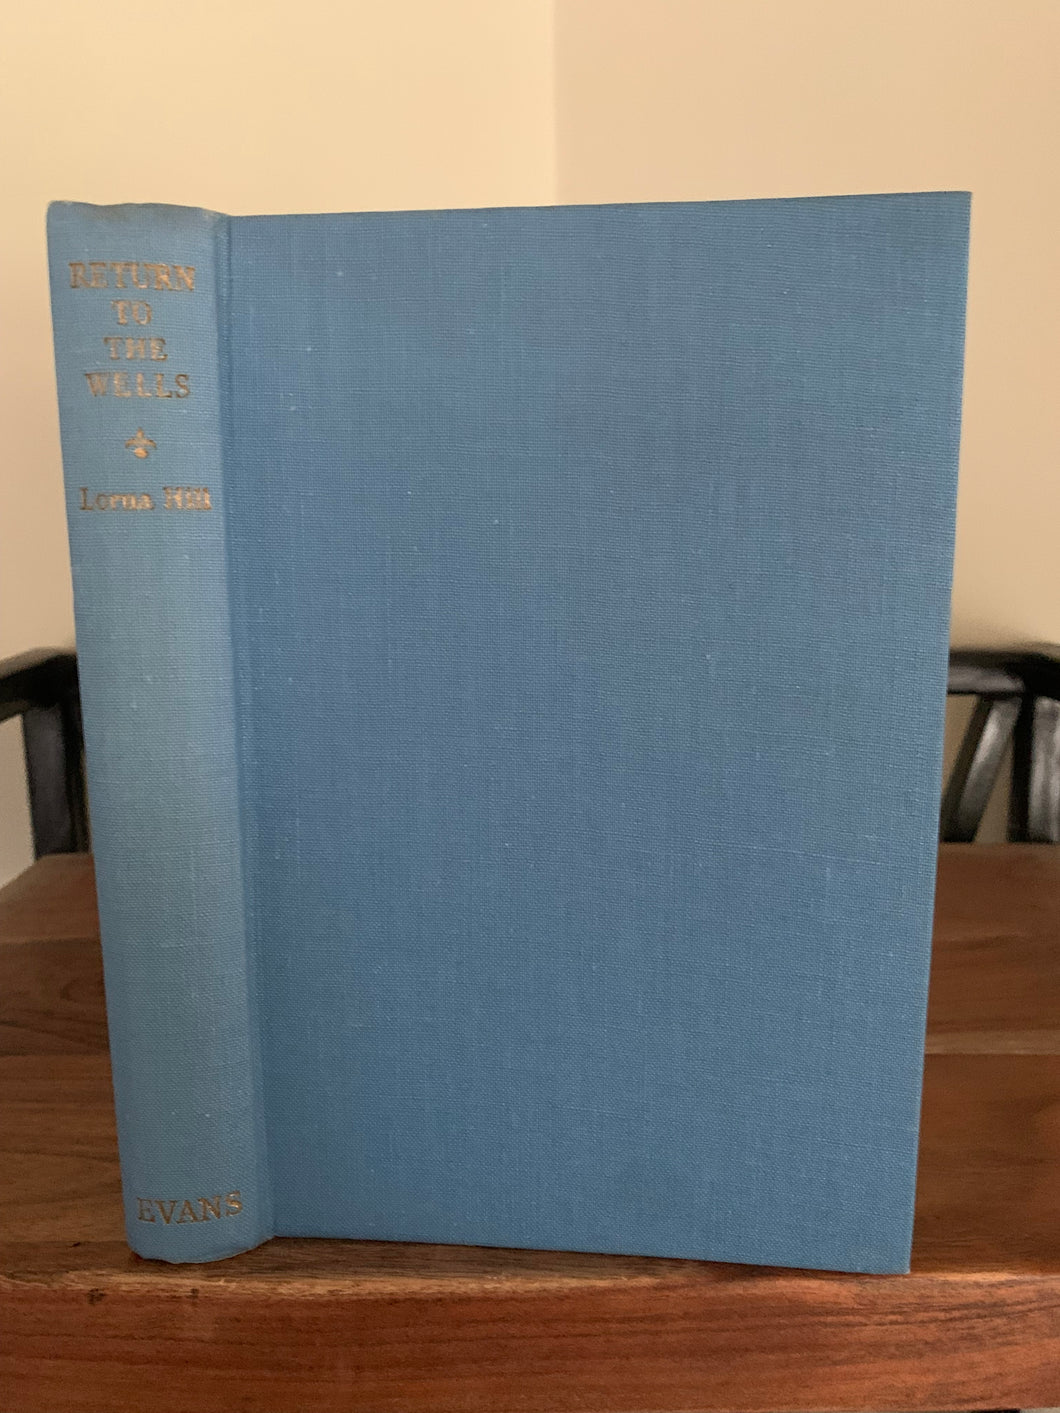 RETURN
TO
THE
WELLS
Lorna Hill
EVANS